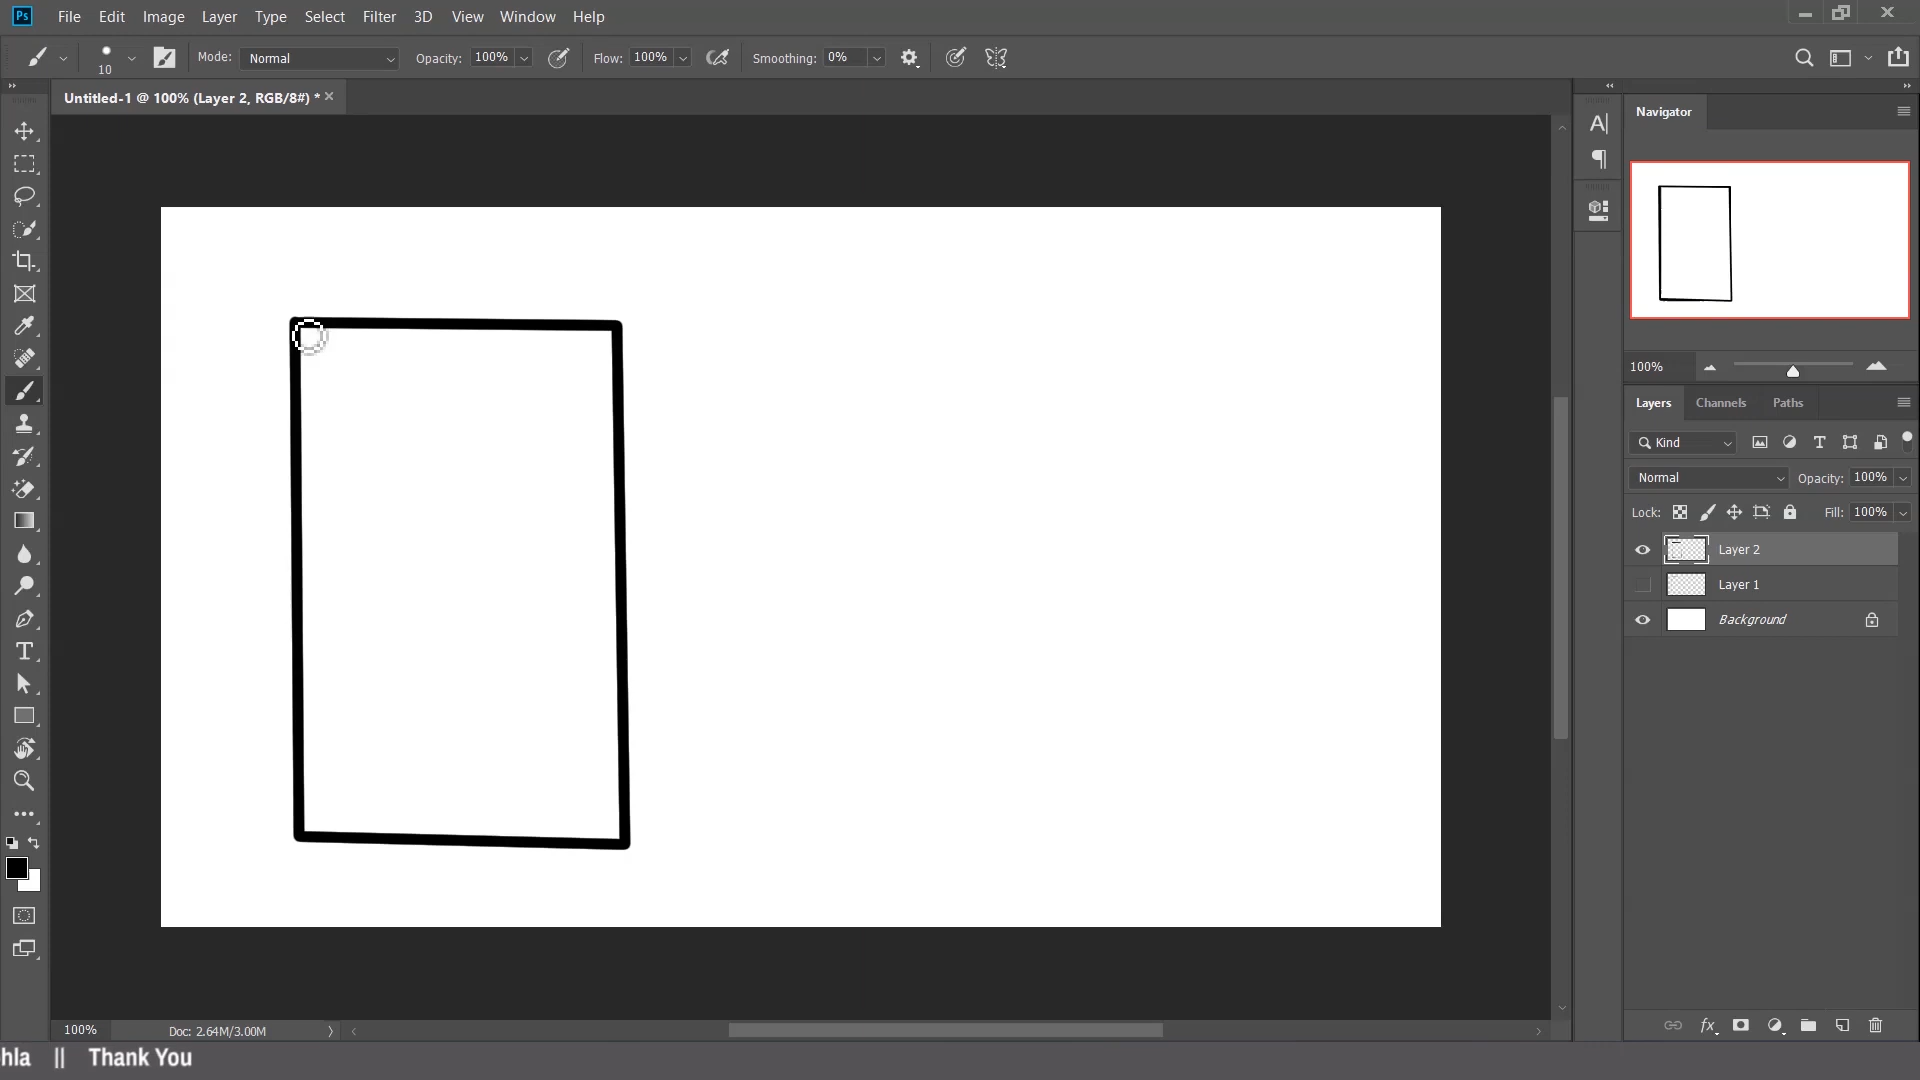 Ps File Edit Image Layer Type Select Filter 3D View Window Help
10 Mode: Normal Opacity: 100% Flow: 100% Smoothing: 0%
Untitled-1 @ 100% (Layer 2, RGB/8#) *
Navigator
100%
Layers Channels Paths
Kind
Normal Opacity: 100%
Lock: Fill: 100%
Layer 2
Layer 1
Background
100% Doc: 2.64M/3.00M
hla || Thank You